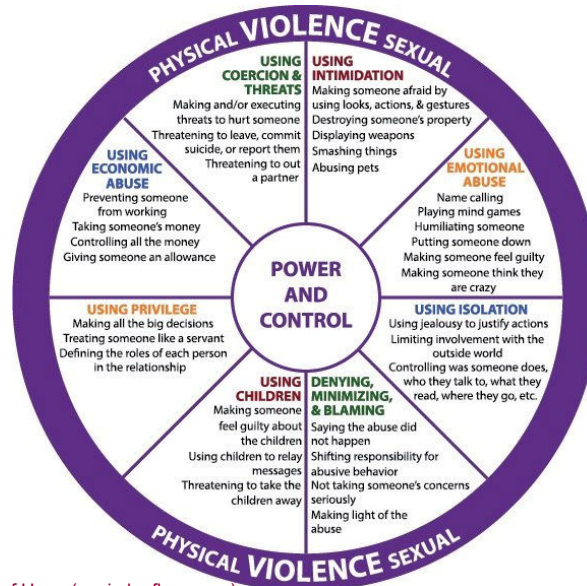 PHYSICAL VIOLENCE SEXUAL
USING
COERCION &
THREATS
Making and/or executing
threats to hurt someone
Threatening to leave, commit
suicide, or report them
Threatening to out
a partner
USING
INTIMIDATION
Making someone afraid by
using looks, actions, & gestures
Destroying someone's property
Displaying weapons
Smashing things
Abusing pets
USING
EMOTIONAL
ABUSE
Name calling
Playing mind games
Humiliating someone
Putting someone down
Making someone feel guilty
Making someone think they
are crazy
USING ISOLATION
Using jealousy to justify actions
Limiting involvement with the
outside world
Controlling was someone does,
who they talk to, what they
read, where they go, etc.
DENYING,
MINIMIZING,
& BLAMING
Saying the abuse did
not happen
Shifting responsibility for
abusive behavior
Not taking someone's concerns
seriously
Making light of the
abuse
USING
CHILDREN
Making someone
feel guilty about
the children
Using children to relay
messages
Threatening to take the
children away
USING PRIVILEGE
Making all the big decisions
Treating someone like a servant
Defining the roles of each person
in the relationship
USING
ECONOMIC
ABUSE
Preventing someone
from working
Taking someone's money
Controlling all the money
Giving someone an allowance
POWER
AND
CONTROL
PHYSICAL VIOLENCE SEXUAL